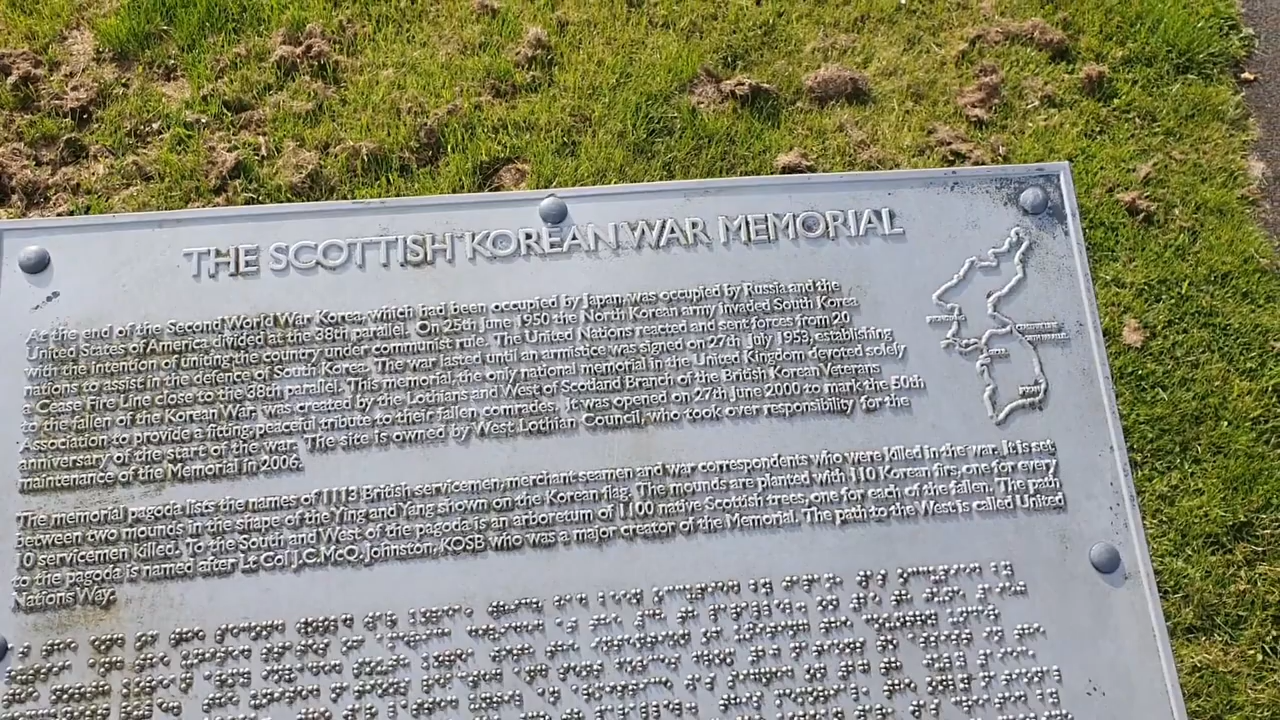 THE SCOTTISH KOREAN WAR MEMORIAL
At the end of the Second World War Korea, which had been occupied by Japan, was occupied by Russia and the
United States of America divided at the 38th parallel. On 25th June 1950 the North Korean army invaded South Korea
with the intention of uniting the country under communist rule. The United Nations reacted and sent forces from 20
nations to assist in the defence of South Korea. The war lasted until an armistice was signed on 27th July 1953, establishing
a Cease Fire Line close to the 38th parallel. This memorial, the only national memorial in the United Kingdom devoted solely
to the fallen of the Korean War, was created by the Lothians and West of Scotland Branch of the British Korean Veterans
Association to provide a fitting, peaceful tribute to their fallen comrades. It was opened on 27th June 2000 to mark the 50th
anniversary of the start of the war. The site is owned by West Lothian Council, who took over responsibility for the
maintenance of the Memorial in 2006.
The memorial pagoda lists the names of 1113 British servicemen, merchant seamen and war correspondents who were killed in the war. It is set
between two mounds in the shape of the Ying and Yang shown on the Korean flag. The mounds are planted with 110 Korean firs, one for every
10 servicemen killed. To the South and West of the pagoda is an arboretum of 1100 native Scottish trees, one for each of the fallen. The path
to the pagoda is named after Lt Col J.C.McQ. Johnston, KOSB who was a major creator of the Memorial. The path to the West is called United
Nations Way.